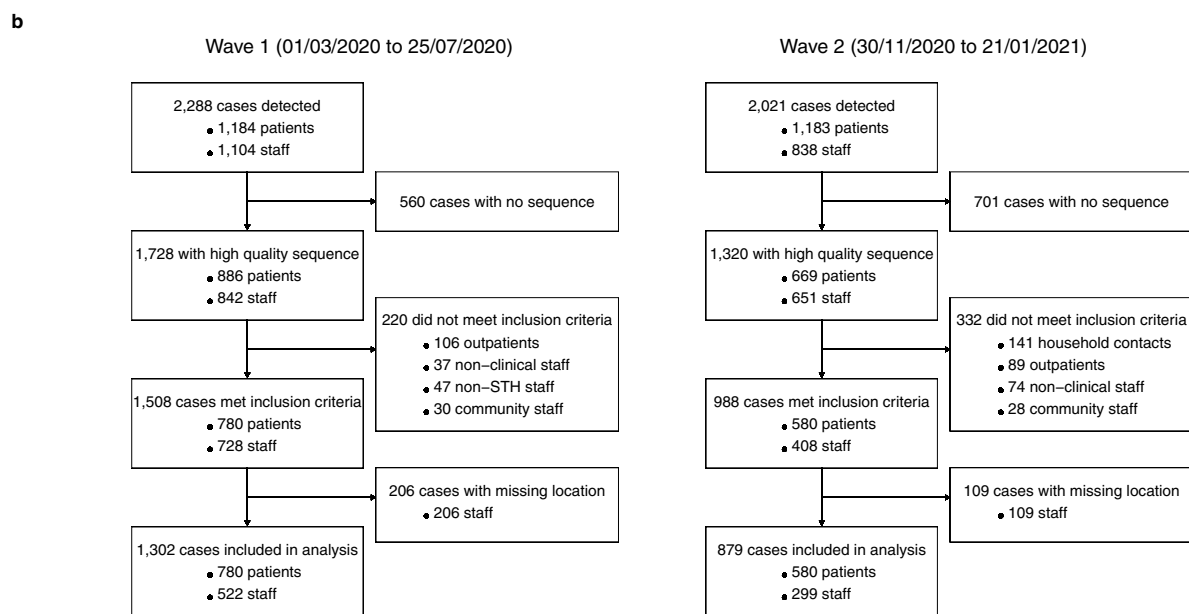 b
Wave 1 (01/03/2020 to 25/07/2020)
2,288 cases detected
• 1,184 patients
• 1,104 staff
560 cases with no sequence
1,728 with high quality sequence
• 886 patients
• 842 staff
220 did not meet inclusion criteria
• 106 outpatients
• 37 non−clinical staff
• 47 non−STH staff
• 30 community staff
1,508 cases met inclusion criteria
• 780 patients
• 728 staff
206 cases with missing location
• 206 staff
1,302 cases included in analysis
• 780 patients
• 522 staff
Wave 2 (30/11/2020 to 21/01/2021)
2,021 cases detected
• 1,183 patients
• 838 staff
701 cases with no sequence
1,320 with high quality sequence
• 669 patients
• 651 staff
332 did not meet inclusion criteria
• 141 household contacts
• 89 outpatients
• 74 non−clinical staff
• 28 community staff
988 cases met inclusion criteria
• 580 patients
• 408 staff
109 cases with missing location
• 109 staff
879 cases included in analysis
• 580 patients
• 299 staff